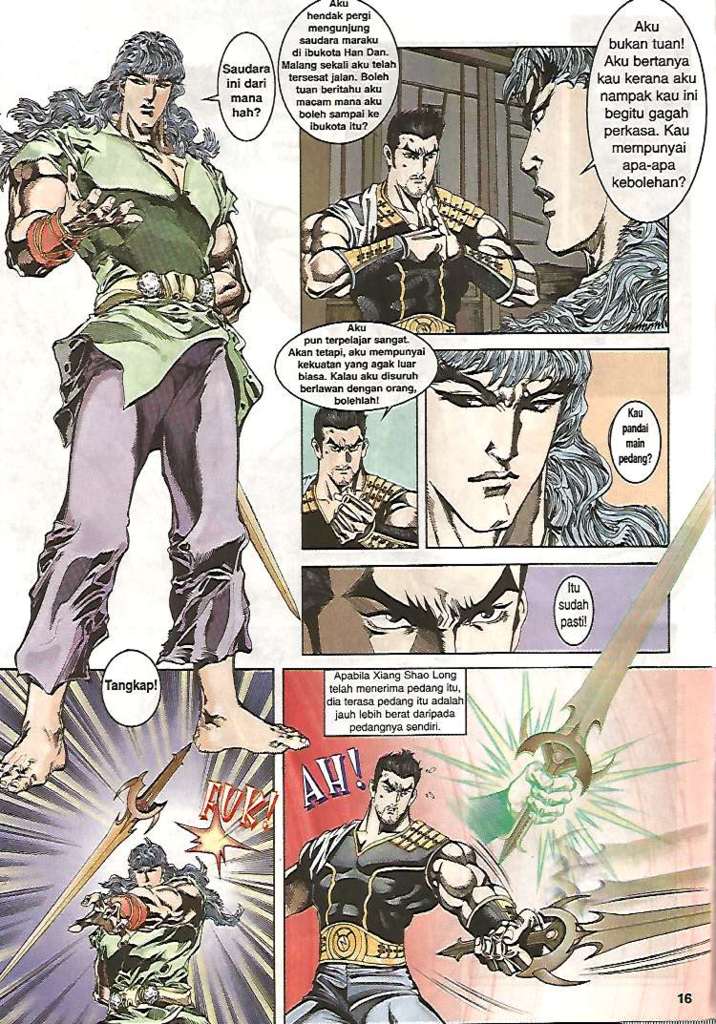 Saudara
ini dari
mana
hah?
Aku
hendak pergi
mengunjung
saudara maraku
di ibukota Han Dan.
Malang sekali aku telah
tersesat jalan. Boleh
tuan beritahu aku
macam mana aku
boleh sampai ke
ibukota itu?
Aku
bukan tuan!
Aku bertanya
kau kerana aku
nampak kau ini
begitu gagah
perkasa. Kau
mempunyai
apa-apa
kebolehan?
Aku
pun terpelajar sangat.
Akan tetapi, aku mempunyai
kekuatan yang agak luar
biasa. Kalau aku disuruh
berlawan dengan orang,
bolehlah!
Kau
pandai
main
pedang?
Itu
sudah
pasti!
Tangkap!
FUK!
Apabila Xiang Shao Long
telah menerima pedang itu,
dia terasa pedang itu adalah
jauh lebih berat daripada
pedangnya sendiri.
AH!
16